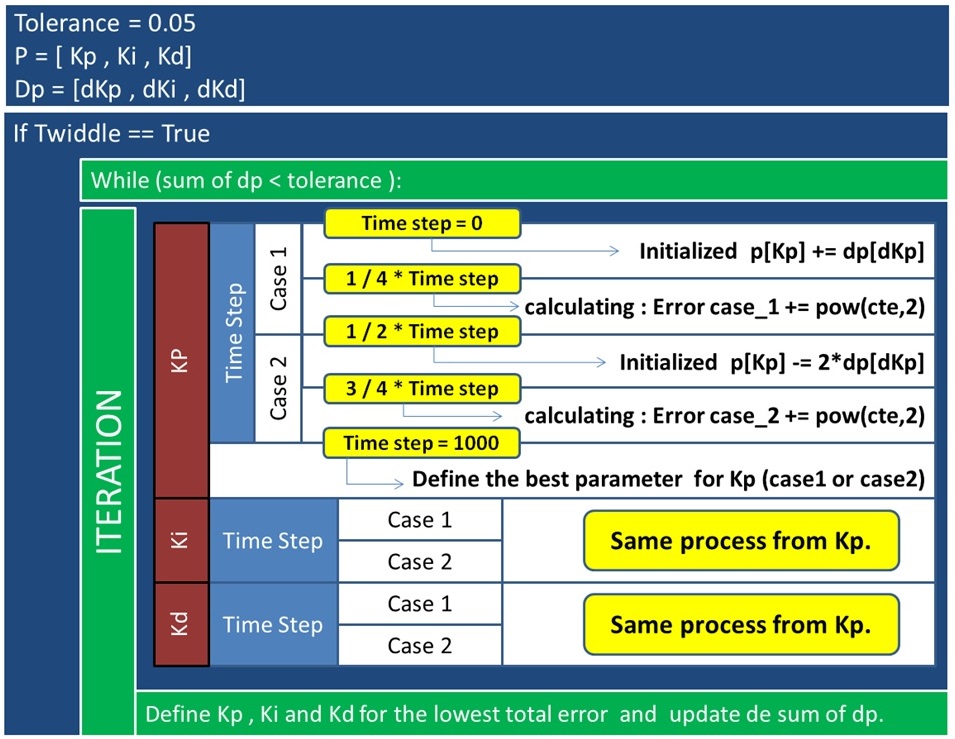 Tolerance = 0.05
P = [ Kp , Ki , Kd]
Dp = [dKp , dKi , dKd]
If Twiddle == True
While (sum of dp < tolerance ):
ITERATION
KP
Time Step
Case 1
Time step = 0
Initialized p[Kp] += dp[dKp]
1 / 4 * Time step
calculating : Error case_1 += pow(cte,2)
Case 2
1 / 2 * Time step
Initialized p[Kp] -= 2*dp[dKp]
3 / 4 * Time step
calculating : Error case_2 += pow(cte,2)
Time step = 1000
Define the best parameter for Kp (case1 or case2)
Ki
Time Step
Case 1
Case 2
Same process from Kp.
Kd
Time Step
Case 1
Case 2
Same process from Kp.
Define Kp , Ki and Kd for the lowest total error and update de sum of dp.